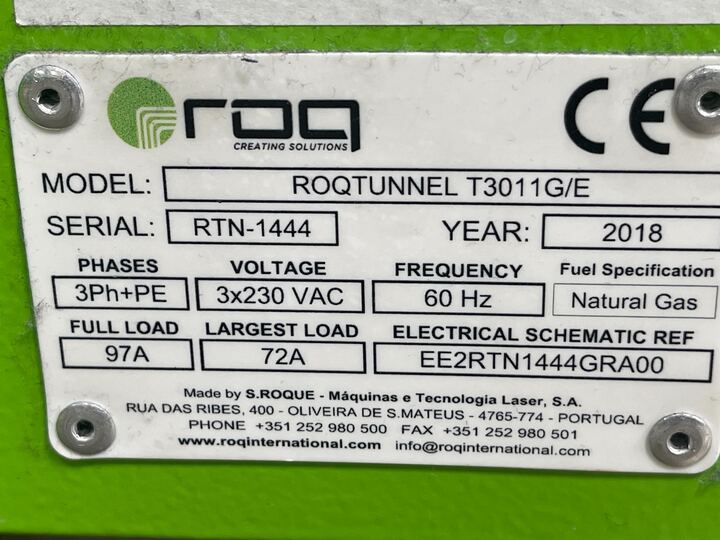 roq CE
CREATING SOLUTIONS
MODEL: ROQTUNNEL T3011G/E
SERIAL: RTN-1444 YEAR: 2018
PHASES VOLTAGE FREQUENCY Fuel Specification
3Ph+PE 3x230 VAC 60 Hz Natural Gas
FULL LOAD LARGEST LOAD ELECTRICAL SCHEMATIC REF
97A 72A EE2RTN1444GRA00
Made by S.ROQUE - Máquinas e Tecnologia Laser, S.A.
RUA DAS RIBES, 400 - OLIVEIRA DE S.MATEUS - 4765-774 - PORTUGAL
PHONE +351 252 980 500 FAX +351 252 980 501
www.roqinternational.com info@roqinternational.com